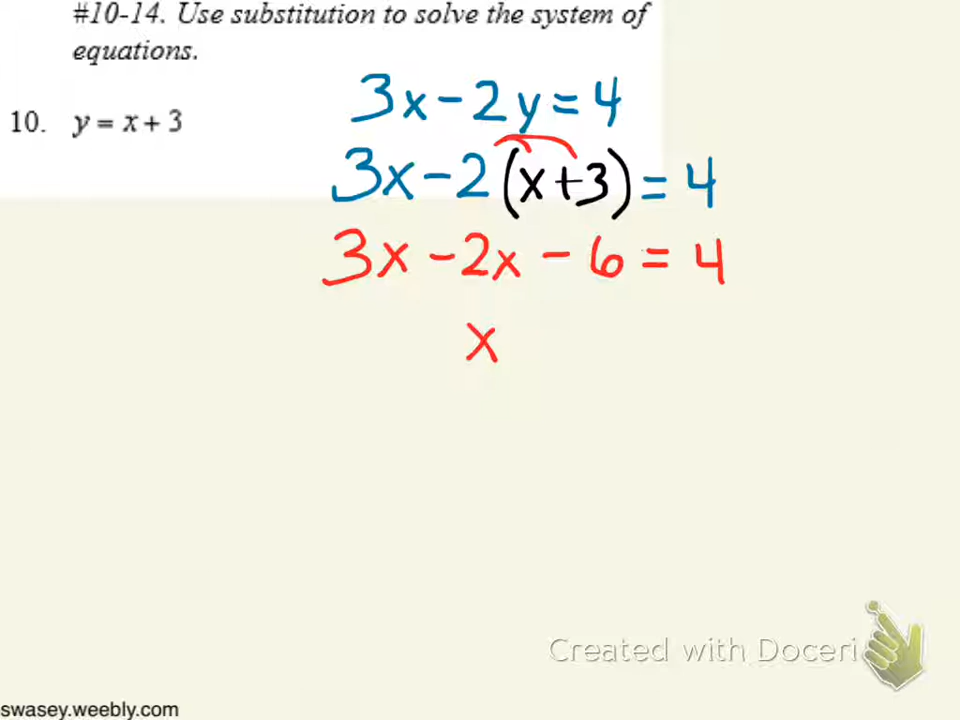 #10-14. Use substitution to solve the system of
equations.
3x - 2y = 4
10. y = x + 3
3x - 2(x + 3) = 4
3x - 2x - 6 = 4
x
Created with Doceri
swasey.weebly.com